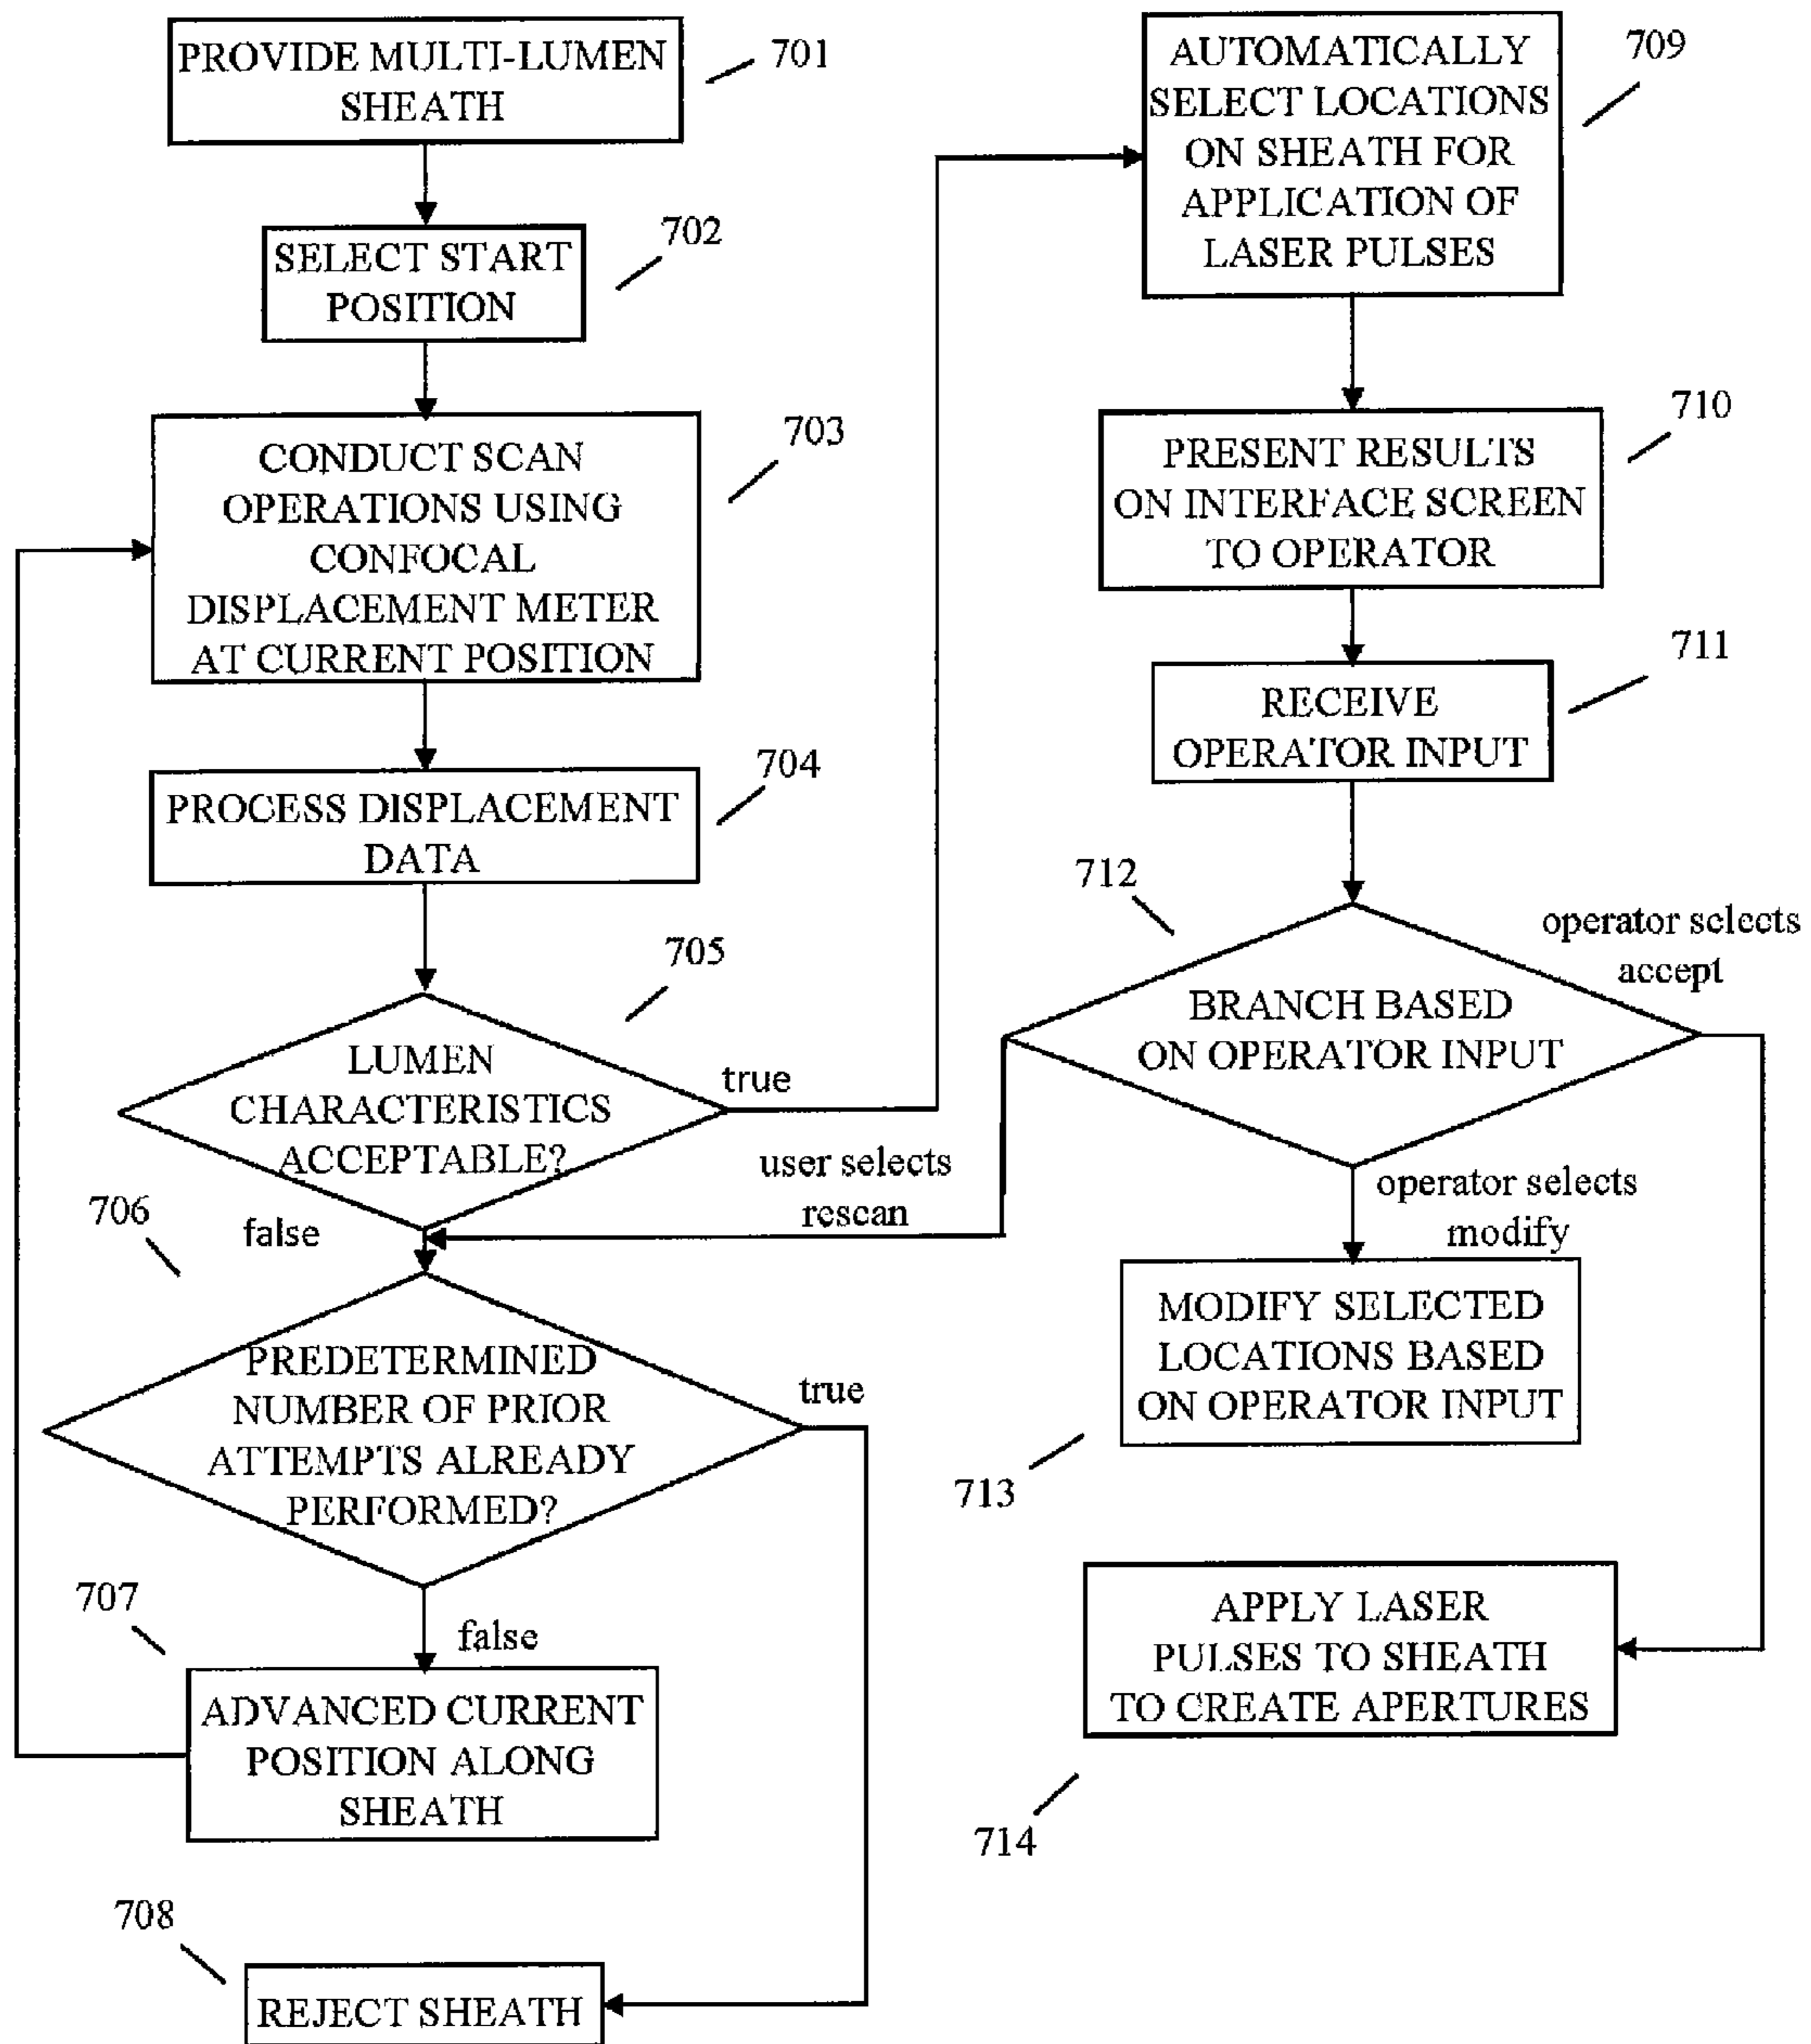 PROVIDE MULTI-LUMEN
SHEATH
701
SELECT START
POSITION
702
CONDUCT SCAN
OPERATIONS USING
CONFOCAL
DISPLACEMENT METER
AT CURRENT POSITION
703
PROCESS DISPLACEMENT
DATA
704
LUMEN
CHARACTERISTICS
ACCEPTABLE?
705
true
false
PREDETERMINED
NUMBER OF PRIOR
ATTEMPTS ALREADY
PERFORMED?
706
true
false
ADVANCED CURRENT
POSITION ALONG
SHEATH
707
REJECT SHEATH
708
AUTOMATICALLY
SELECT LOCATIONS
ON SHEATH FOR
APPLICATION OF
LASER PULSES
709
PRESENT RESULTS
ON INTERFACE SCREEN
TO OPERATOR
710
RECEIVE
OPERATOR INPUT
711
BRANCH BASED
ON OPERATOR INPUT
712
operator selects
accept
user selects
rescan
operator selects
modify
MODIFY SELECTED
LOCATIONS BASED
ON OPERATOR INPUT
713
APPLY LASER
PULSES TO SHEATH
TO CREATE APERTURES
714